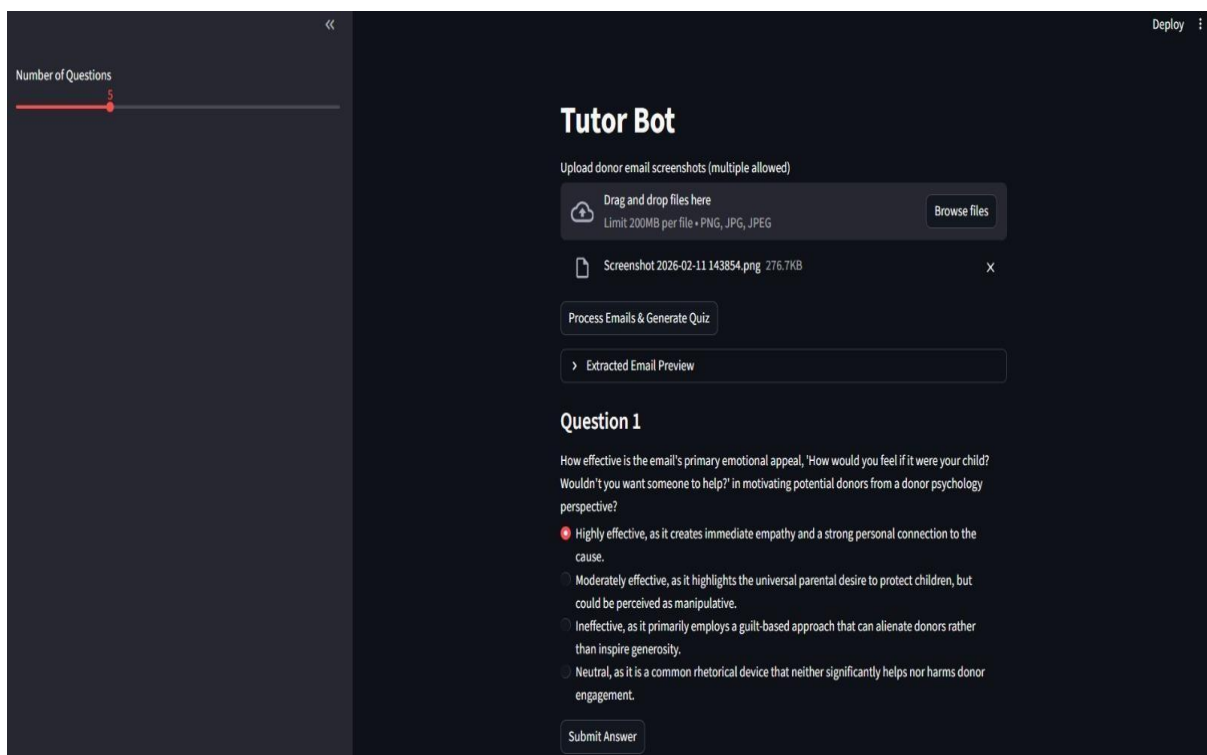 Deploy
Number of Questions
5
Tutor Bot
Upload donor email screenshots (multiple allowed)
Drag and drop files here
Limit 200MB per file • PNG, JPG, JPEG
Browse files
Screenshot 2026-02-11 143854.png 276.7KB
X
Process Emails & Generate Quiz
Extracted Email Preview
Question 1
How effective is the email's primary emotional appeal, 'How would you feel if it were your child?
Wouldn't you want someone to help?' in motivating potential donors from a donor psychology
perspective?
Highly effective, as it creates immediate empathy and a strong personal connection to the
cause.
Moderately effective, as it highlights the universal parental desire to protect children, but
could be perceived as manipulative.
Ineffective, as it primarily employs a guilt-based approach that can alienate donors rather
than inspire generosity.
Neutral, as it is a common rhetorical device that neither significantly helps nor harms donor
engagement.
Submit Answer